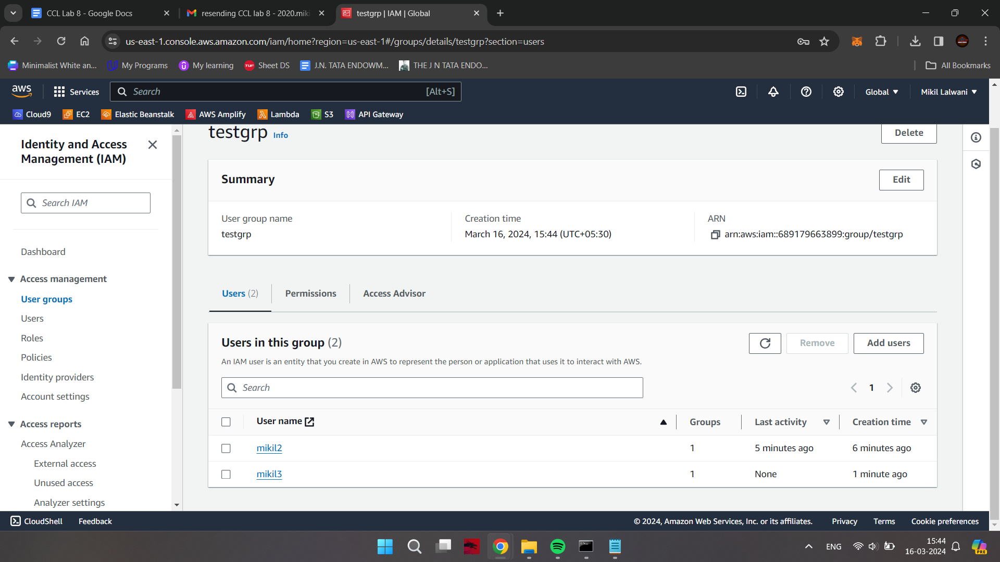 CCL Lab 8 - Google Docs
resending CCL lab 8 - 2020.miki
testgrp | IAM | Global
us-east-1.console.aws.amazon.com/iam/home?region=us-east-1#/groups/details/testgrp?section=users
Minimalist White an...
My Programs
My learning
TUF
Sheet DS
J.N. TATA ENDOWM...
THE J N TATA ENDO...
All Bookmarks
aws
Services
Search
[Alt+S]
Global
Mikil Lalwani
Cloud9
EC2
Elastic Beanstalk
AWS Amplify
Lambda
S3
API Gateway
Identity and Access
Management (IAM)
Search IAM
Dashboard
Access management
User groups
Users
Roles
Policies
Identity providers
Account settings
Access reports
Access Analyzer
External access
Unused access
Analyzer settings
testgrp Info
Delete
Summary
Edit
User group name
testgrp
Creation time
March 16, 2024, 15:44 (UTC+05:30)
ARN
arn:aws:iam::689179663899:group/testgrp
Users (2)
Permissions
Access Advisor
Users in this group (2)
Remove
Add users
An IAM user is an entity that you create in AWS to represent the person or application that uses it to interact with AWS.
Search
1
User name
Groups
Last activity
Creation time
mikil2
1
5 minutes ago
6 minutes ago
mikil3
1
None
1 minute ago
CloudShell
Feedback
© 2024, Amazon Web Services, Inc. or its affiliates.
Privacy
Terms
Cookie preferences
ENG
15:44
16-03-2024
PRE